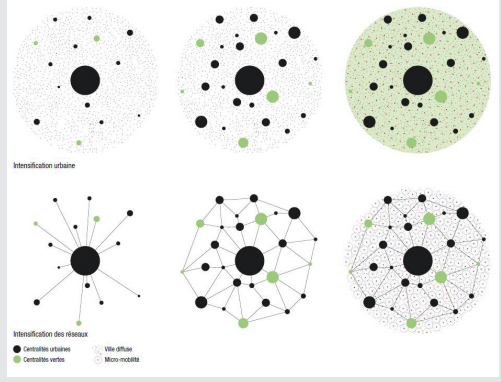 Intensification urbaine
Intensification des réseaux
Centralités urbaines
Ville diffuse
Centralités vertes
Micro-mobilité